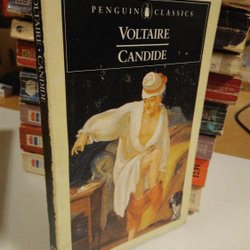 PENGUIN CLASSICS
VOLTAIRE
CANDIDE
VOLTAIRE · CANDIDE